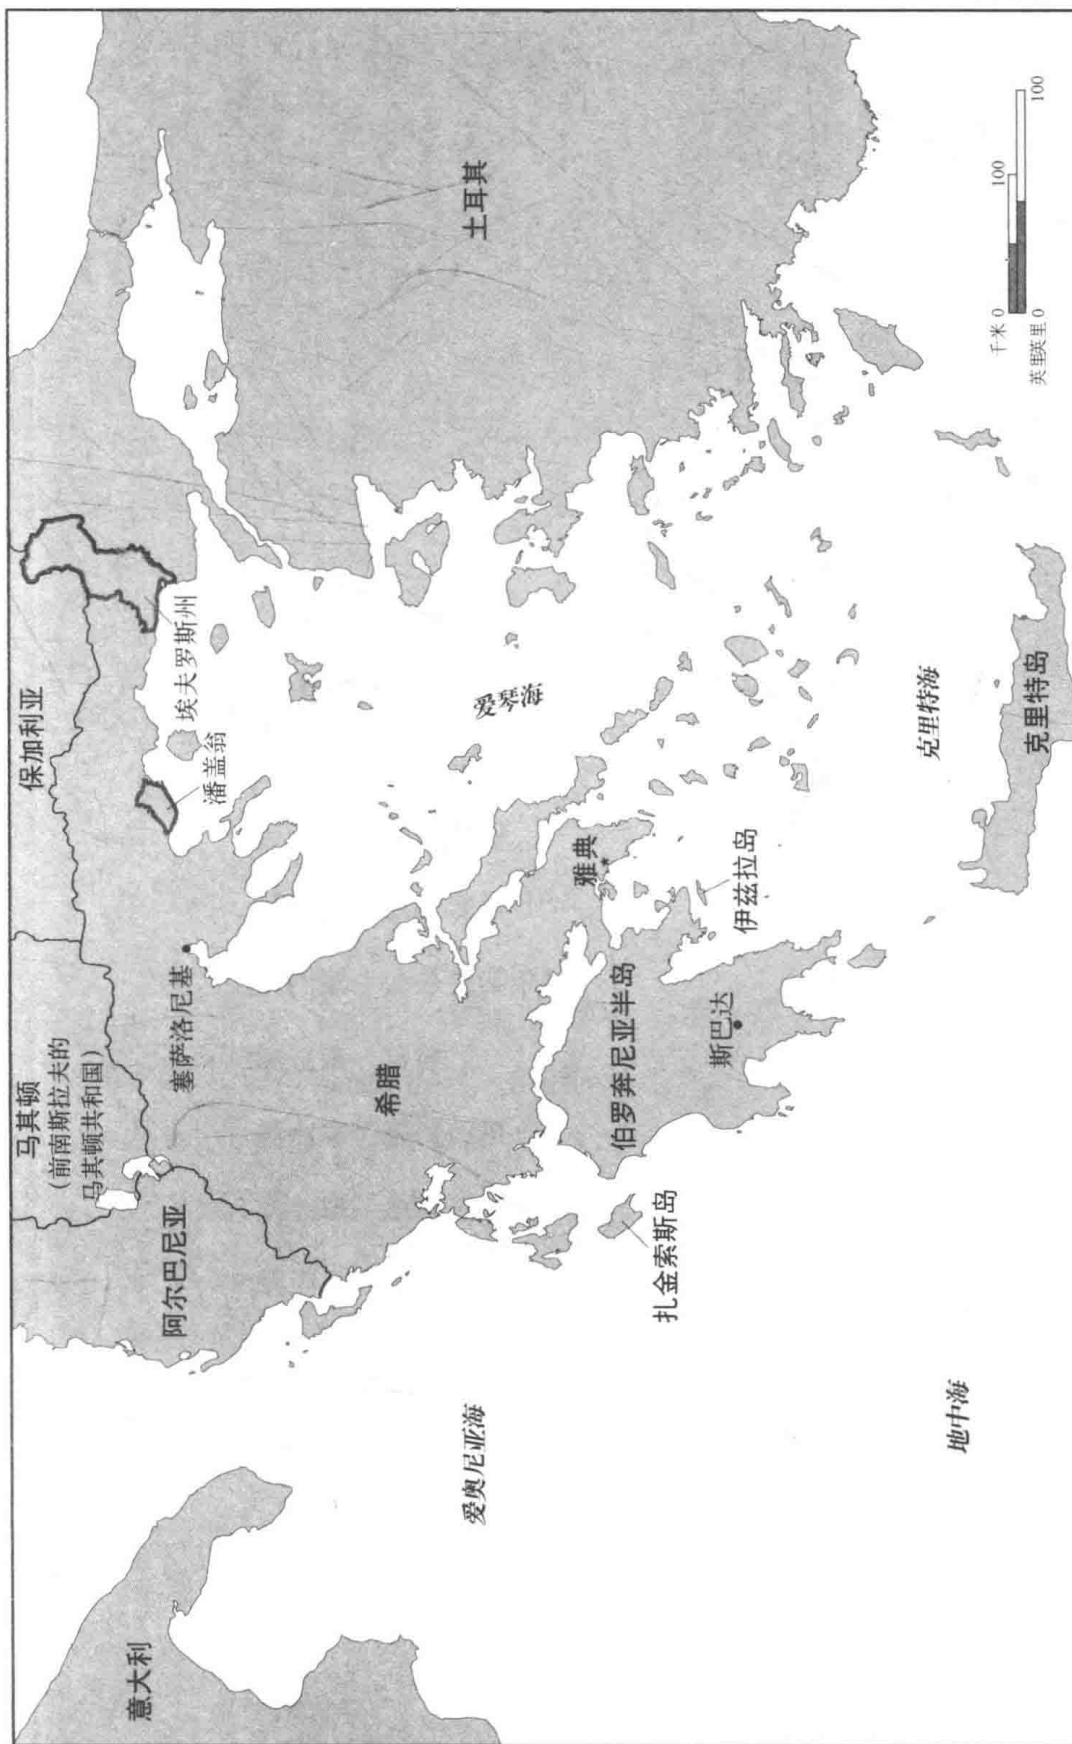 意大利
阿尔巴尼亚
马其顿
(前南斯拉夫的
马其顿共和国)
保加利亚
塞萨洛尼基
潘盖翁
埃夫罗斯州
土耳其
希腊
爱琴海
爱奥尼亚海
雅典
伯罗奔尼亚半岛
扎金索斯岛
斯巴达
伊兹拉岛
克里特海
地中海
克里特岛
千米 0 100
英里英里 0 100